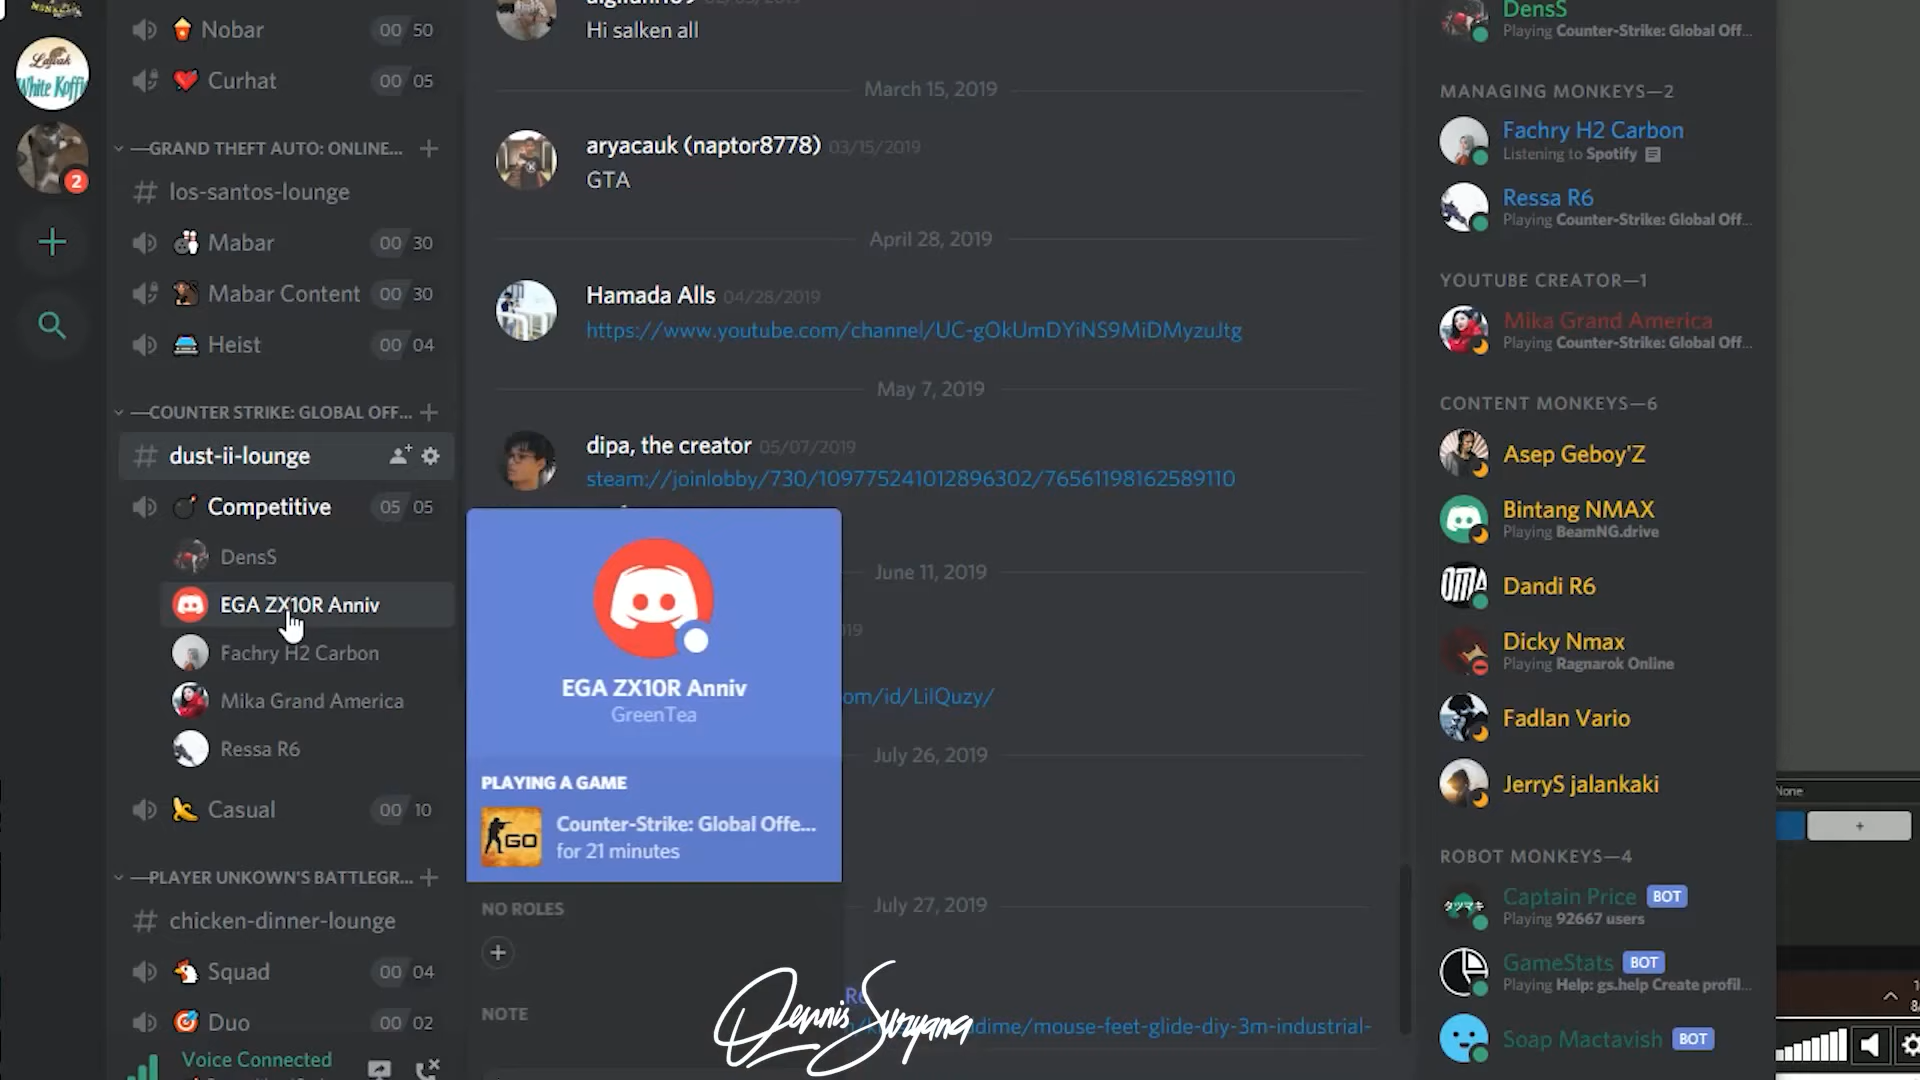 Nobar 00 50
Curhat 00 05
—GRAND THEFT AUTO: ONLINE...
los-santos-lounge
Mabar 00 30
Mabar Content 00 30
Heist 00 04
—COUNTER STRIKE: GLOBAL OFF...
dust-ii-lounge
Competitive 05 05
DensS
EGA ZX10R Anniv
Fachry H2 Carbon
Mika Grand America
Ressa R6
Casual 00 10
—PLAYER UNKOWN'S BATTLEGR...
chicken-dinner-lounge
Squad 00 04
Duo 00 02
Voice Connected
White Koffie
2
Hi salken all
March 15, 2019
aryacauk (naptor8778) 03/15/2019
GTA
April 28, 2019
Hamada Alls 04/28/2019
https://www.youtube.com/channel/UC-gOkUmDYiNS9MiDMyzuJtg
May 7, 2019
dipa, the creator 05/07/2019
steam://joinlobby/730/109775241012896302/76561198162589110
June 11, 2019
om/id/LilQuzy/
July 26, 2019
July 27, 2019
dime/mouse-feet-glide-diy-3m-industrial-
EGA ZX10R Anniv
GreenTea
PLAYING A GAME
GO
Counter-Strike: Global Offe...
for 21 minutes
NO ROLES
NOTE
Dennis Suryana
DensS
Playing Counter-Strike: Global Off...
MANAGING MONKEYS—2
Fachry H2 Carbon
Listening to Spotify
Ressa R6
Playing Counter-Strike: Global Off...
YOUTUBE CREATOR—1
Mika Grand America
Playing Counter-Strike: Global Off...
CONTENT MONKEYS—6
Asep Geboy'Z
Bintang NMAX
Playing BeamNG.drive
Dandi R6
Dicky Nmax
Playing Ragnarok Online
Fadlan Vario
JerryS jalankaki
ROBOT MONKEYS—4
Captain Price BOT
Playing 92667 users
GameStats BOT
Playing Help: gs.help Create profil...
Soap Mactavish BOT
None